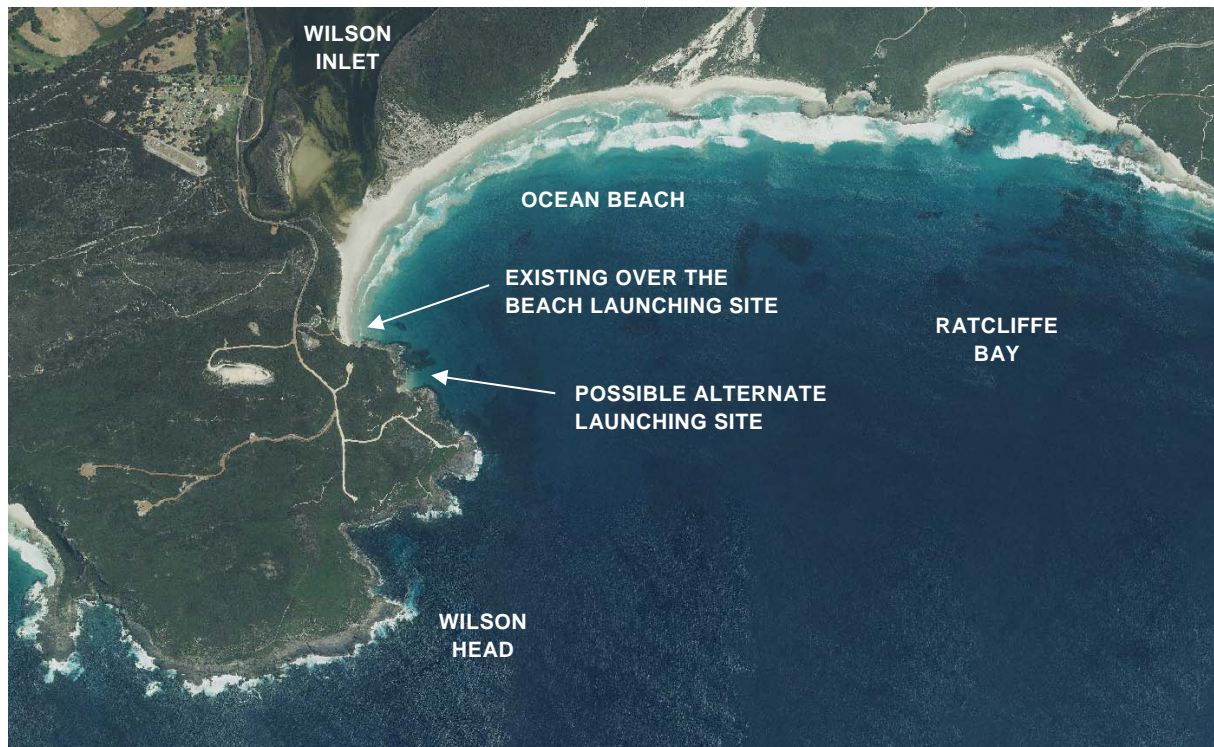 WILSON
INLET
OCEAN BEACH
EXISTING OVER THE
BEACH LAUNCHING SITE
RATCLIFFE
BAY
POSSIBLE ALTERNATE
LAUNCHING SITE
WILSON
HEAD